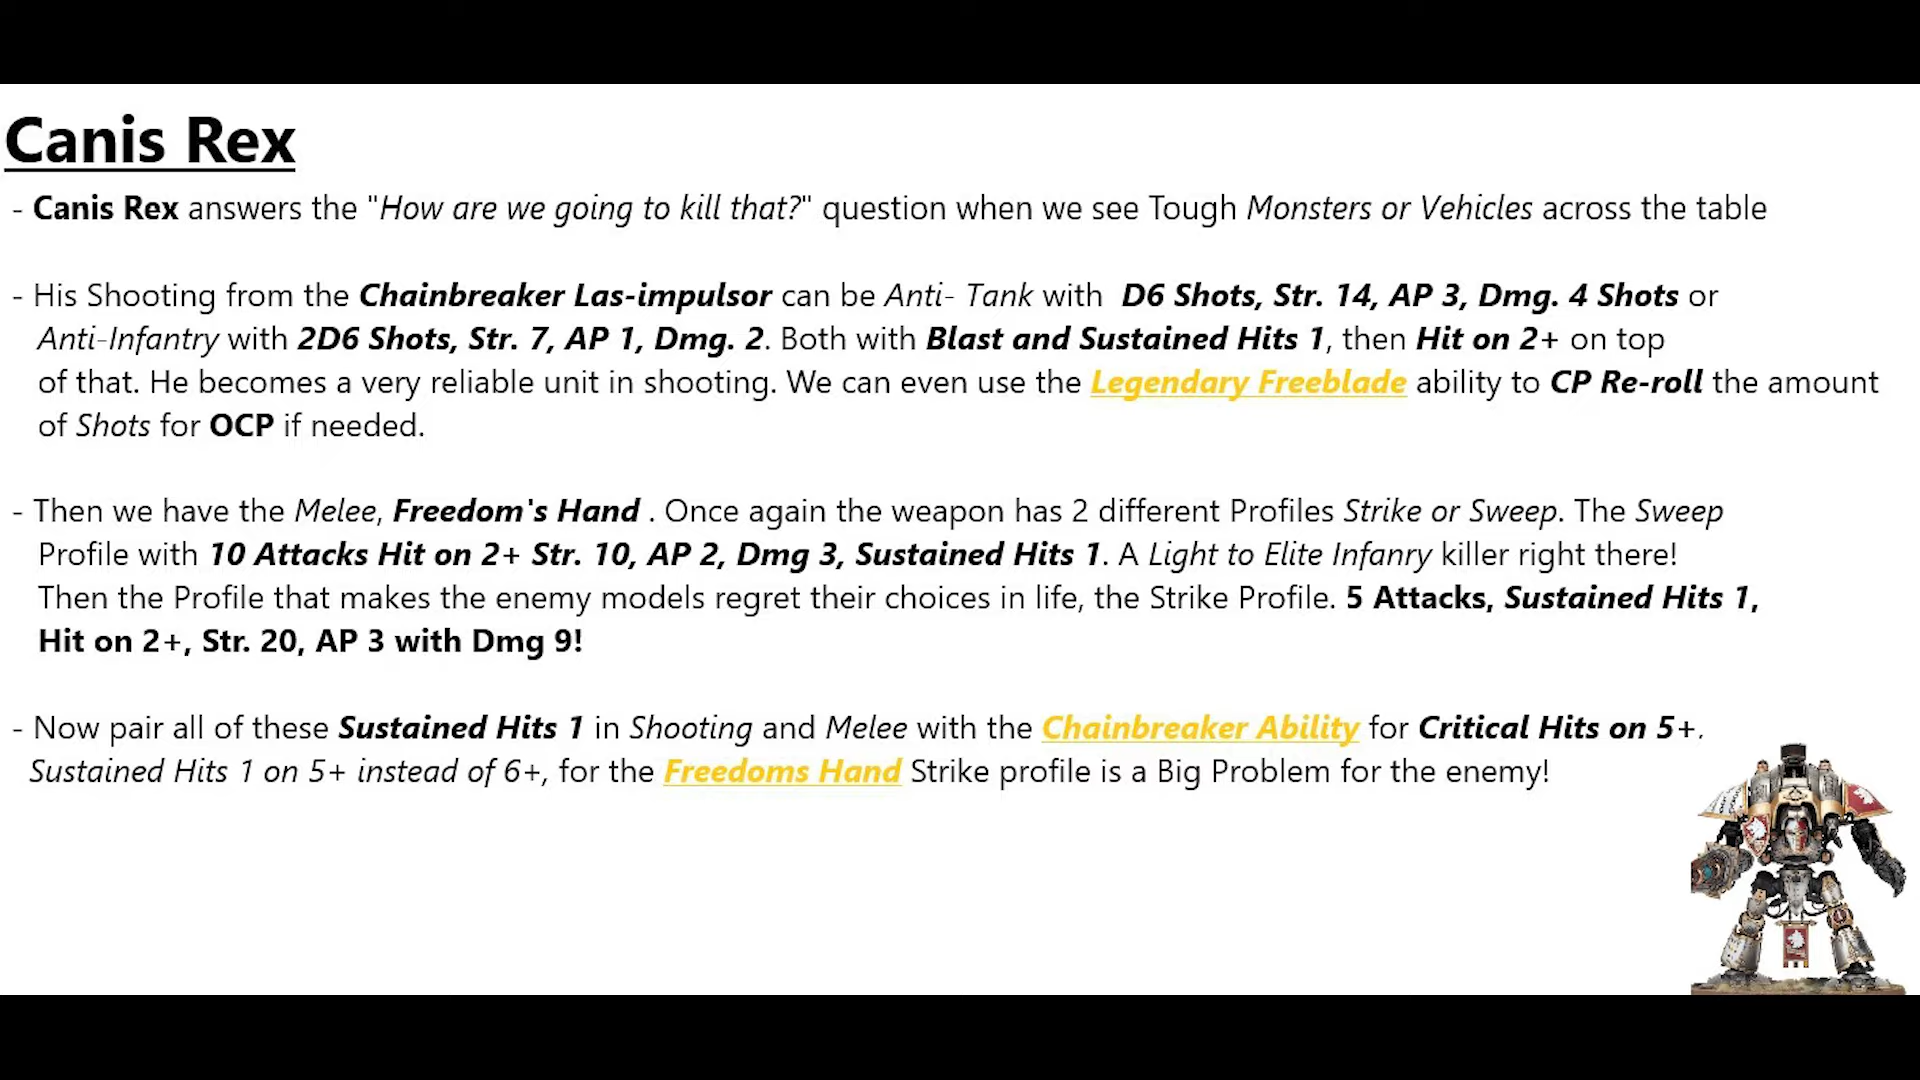 Canis Rex
- Canis Rex answers the "How are we going to kill that?" question when we see Tough Monsters or Vehicles across the table
- His Shooting from the Chainbreaker Las-impulsor can be Anti- Tank with D6 Shots, Str. 14, AP 3, Dmg. 4 Shots or
Anti-Infantry with 2D6 Shots, Str. 7, AP 1, Dmg. 2. Both with Blast and Sustained Hits 1, then Hit on 2+ on top
of that. He becomes a very reliable unit in shooting. We can even use the Legendary Freeblade ability to CP Re-roll the amount
of Shots for OCP if needed.
- Then we have the Melee, Freedom's Hand . Once again the weapon has 2 different Profiles Strike or Sweep. The Sweep
Profile with 10 Attacks Hit on 2+ Str. 10, AP 2, Dmg 3, Sustained Hits 1. A Light to Elite Infanry killer right there!
Then the Profile that makes the enemy models regret their choices in life, the Strike Profile. 5 Attacks, Sustained Hits 1,
Hit on 2+, Str. 20, AP 3 with Dmg 9!
- Now pair all of these Sustained Hits 1 in Shooting and Melee with the Chainbreaker Ability for Critical Hits on 5+.
Sustained Hits 1 on 5+ instead of 6+, for the Freedoms Hand Strike profile is a Big Problem for the enemy!